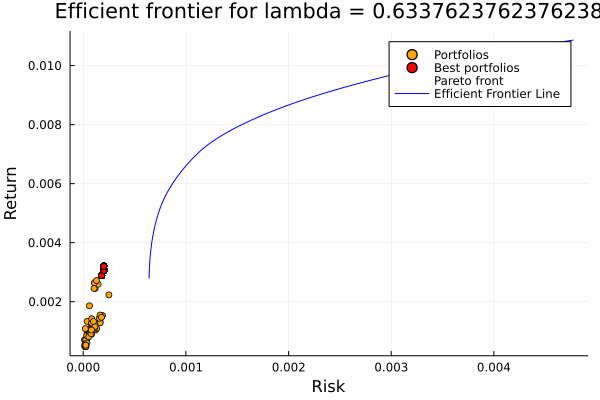 Efficient frontier for lambda = 0.6337623762376238
Portfolios
Best portfolios
Pareto front
Efficient Frontier Line
0.010
0.008
0.006
0.004
0.002
Return
0.000
0.001
0.002
0.003
0.004
Risk